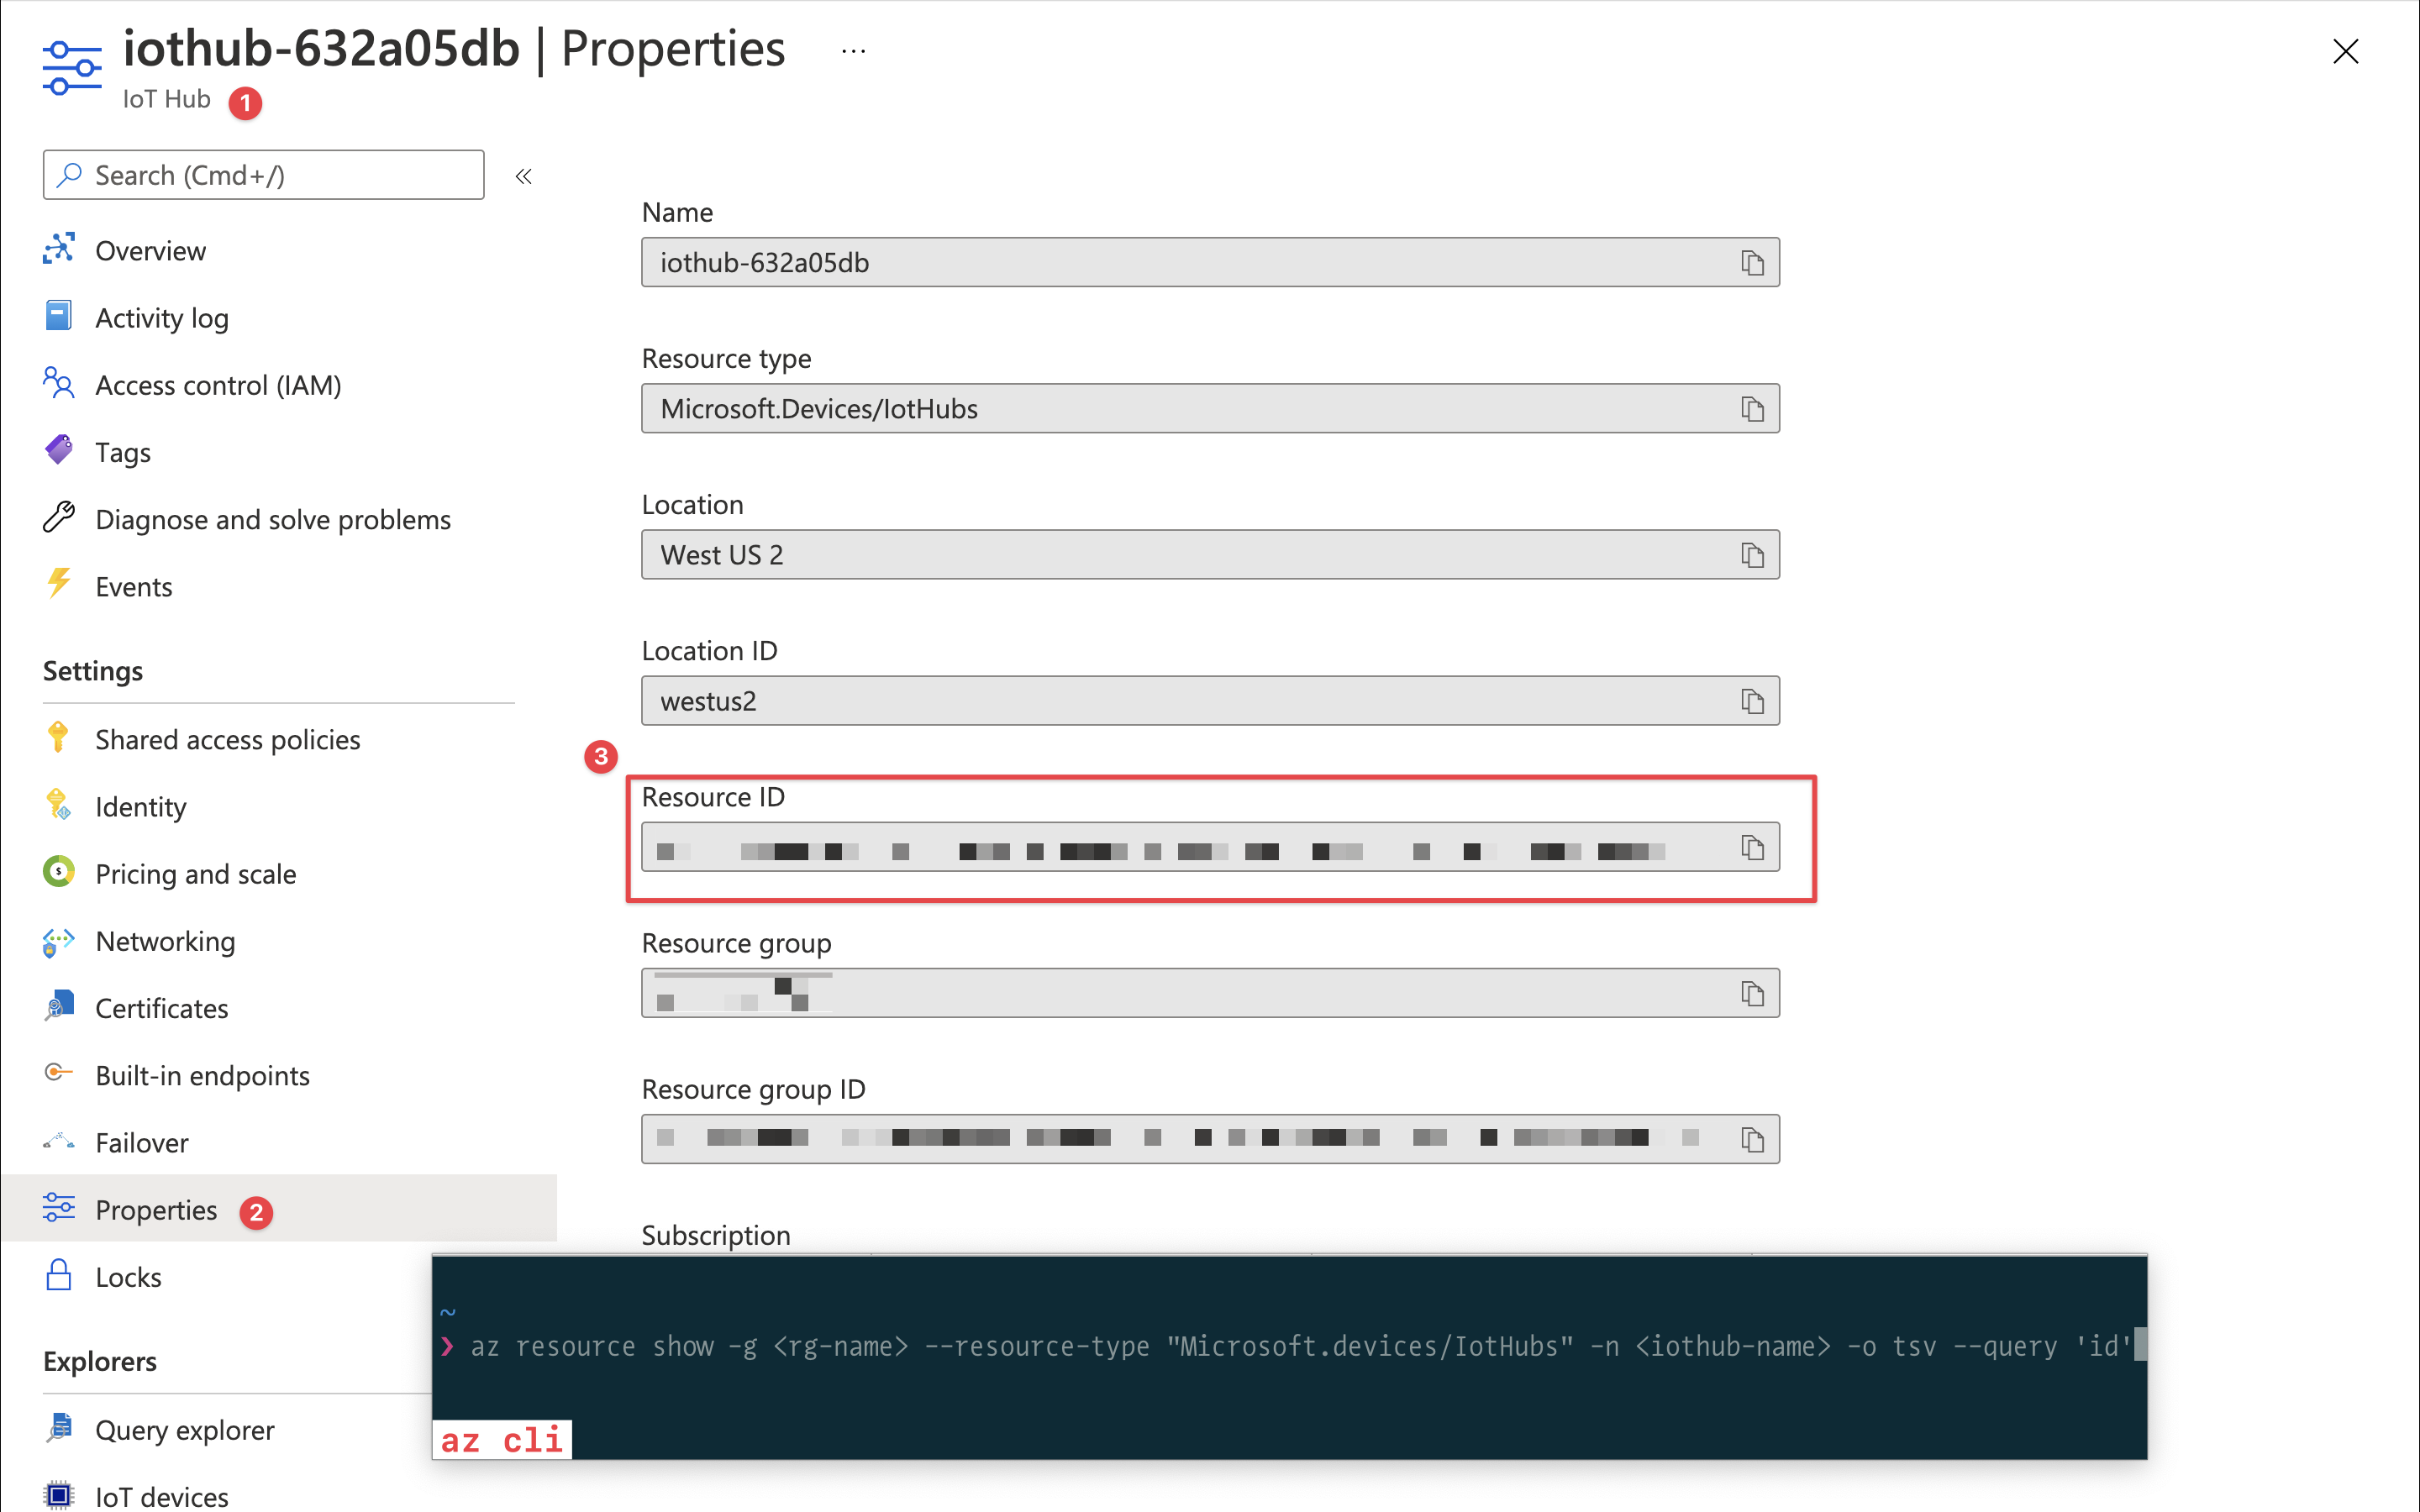 iothub-632a05db | Properties ...
IoT Hub 1
Search (Cmd+/) «
Overview
Activity log
Access control (IAM)
Tags
Diagnose and solve problems
Events
Settings
Shared access policies
Identity
Pricing and scale
Networking
Certificates
Built-in endpoints
Failover
Properties 2
Locks
Explorers
Query explorer
IoT devices
Name
iothub-632a05db
Resource type
Microsoft.Devices/IotHubs
Location
West US 2
Location ID
westus2
3
Resource ID
Resource group
Resource group ID
Subscription
~
❯ az resource show -g <rg-name> --resource-type "Microsoft.devices/IotHubs" -n <iothub-name> -o tsv --query 'id'
az cli